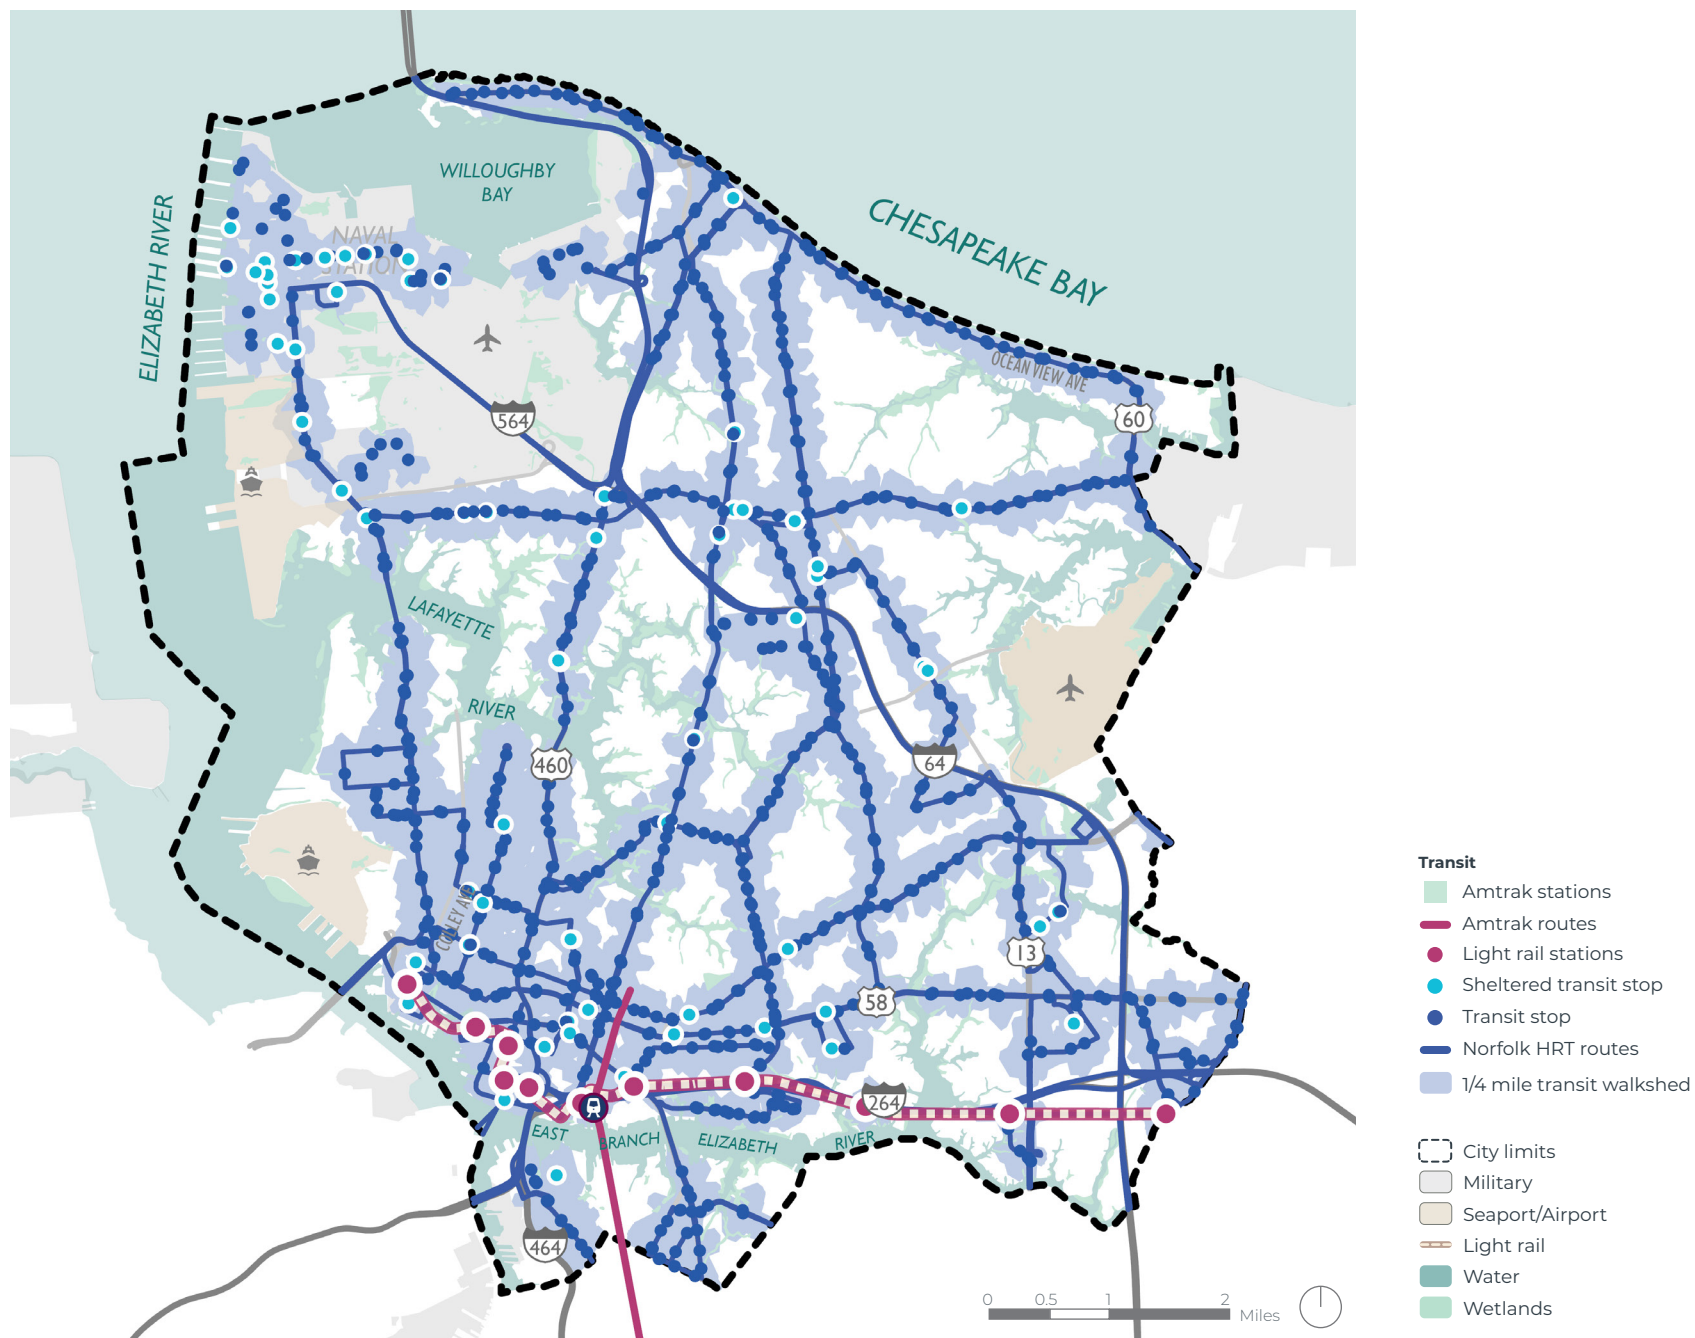 WILLOUGHBY
BAY
ELIZABETH RIVER
NAVAL
STATION
CHESAPEAKE BAY
OCEAN VIEW AVE
60
564
LAFAYETTE
RIVER
460
64
COLLEY AVE
13
58
264
EAST
BRANCH
ELIZABETH
RIVER
464
0
0.5
1
2
Miles
Transit
Amtrak stations
Amtrak routes
Light rail stations
Sheltered transit stop
Transit stop
Norfolk HRT routes
1/4 mile transit walkshed
City limits
Military
Seaport/Airport
Light rail
Water
Wetlands